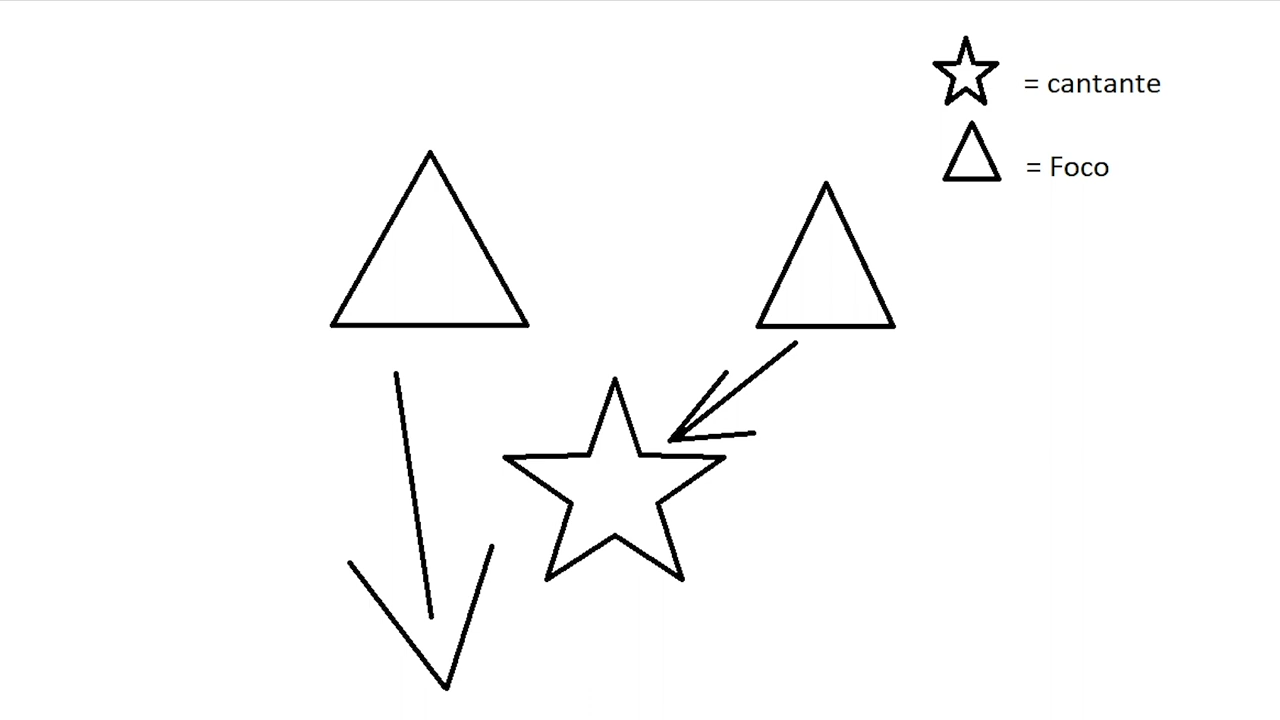 = cantante
= Foco